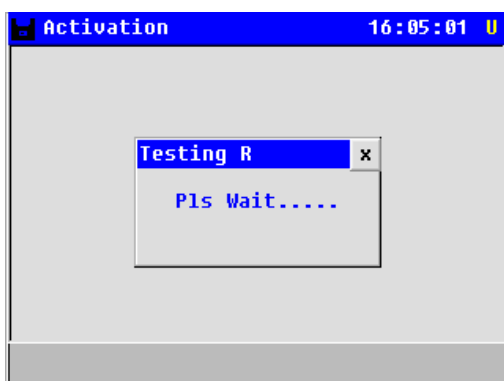 Activation 16:05:01 U
Testing R x
Pls Wait.....